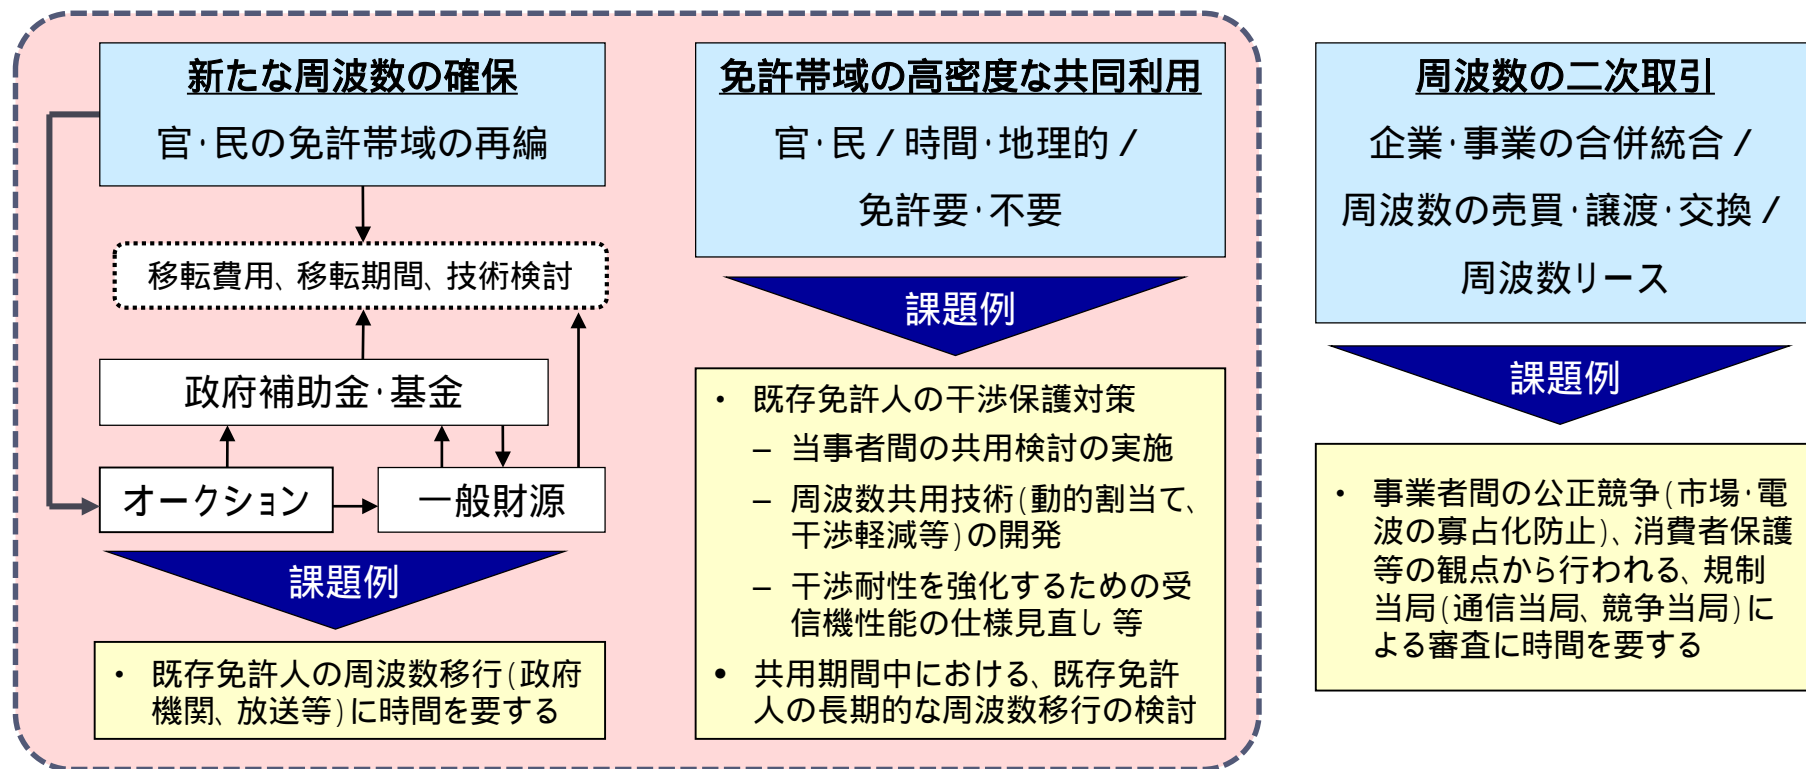 新たな周波数の確保
官・民の免許帯域の再編
移転費用、移転期間、技術検討
政府補助金・基金
オークション
一般財源
課題例
・ 既存免許人の周波数移行(政府
機関、放送等)に時間を要する
免許帯域の高密度な共同利用
官・民 / 時間・地理的 /
免許要・不要
課題例
・ 既存免許人の干渉保護対策
– 当事者間の共用検討の実施
– 周波数共用技術(動的割当て、
干渉軽減等)の開発
– 干渉耐性を強化するための受
信機性能の仕様見直し 等
• 共用期間中における、既存免許
人の長期的な周波数移行の検討
周波数の二次取引
企業・事業の合併統合 /
周波数の売買・譲渡・交換 /
周波数リース
課題例
・ 事業者間の公正競争(市場・電
波の寡占化防止)、消費者保護
等の観点から行われる、規制
当局(通信当局、競争当局)に
よる審査に時間を要する